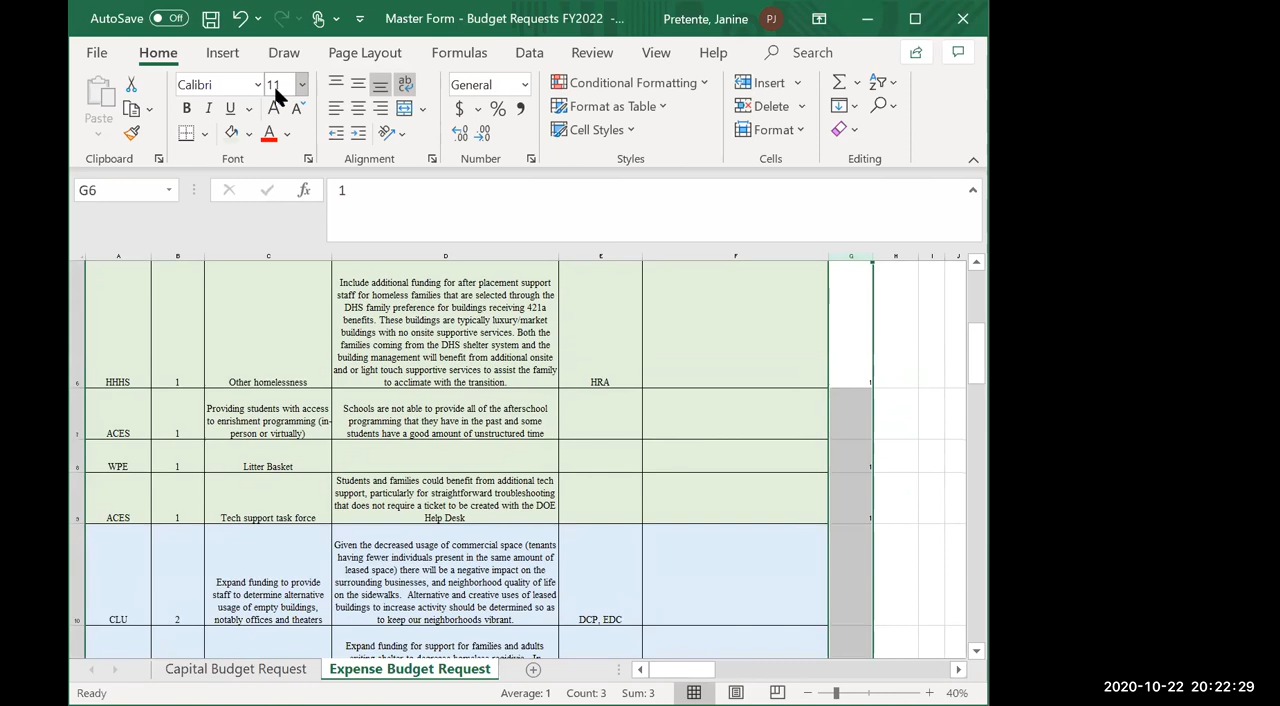 AutoSave Off Master Form - Budget Requests FY2022 -... Pretente, Janine PJ
File Home Insert Draw Page Layout Formulas Data Review View Help Search
Paste
Calibri 11
B I U A A
A
ab
General
$ % 9
Conditional Formatting
Format as Table
Cell Styles
Insert
Delete
Format
Clipboard Font Alignment Number Styles Cells Editing
G6 fx 1
A B C D E F G H I J
Include additional funding for after placement support
staff for homeless families that are selected through the
DHS family preference for buildings receiving 421a
benefits. These buildings are typically luxury/market
buildings with no onsite supportive services. Both the
families coming from the DHS shelter system and the
building management will benefit from additional onsite
and or light touch supportive services to assist the family
6 HHHS 1 Other homelessness to acclimate with the transition. HRA 1
Providing students with access
to enrishment programming (in-
person or virtually)
Schools are not able to provide all of the afterschool
programming that they have in the past and some
students have a good amount of unstructured time
7 ACES 1
8 WPE 1 Litter Basket 1
Students and families could benefit from additional tech
support, particularly for straightforward troubleshooting
that does not require a ticket to be created with the DOE
Help Desk
9 ACES 1 Tech support task force 1
Given the decreased usage of commercial space (tenants
having fewer individuals present in the same amount of
leased space) there will be a negative impact on the
surrounding businesses, and neighborhood quality of life
on the sidewalks. Alternative and creative uses of leased
buildings to increase activity should be determined so as
to keep our neighborhoods vibrant.
Expand funding to provide
staff to determine alternative
usage of empty buildings,
notably offices and theaters
10 CLU 2 DCP, EDC
Expand funding for support for families and adults
Capital Budget Request Expense Budget Request
Ready Average: 1 Count: 3 Sum: 3 40%
2020-10-22 20:22:29